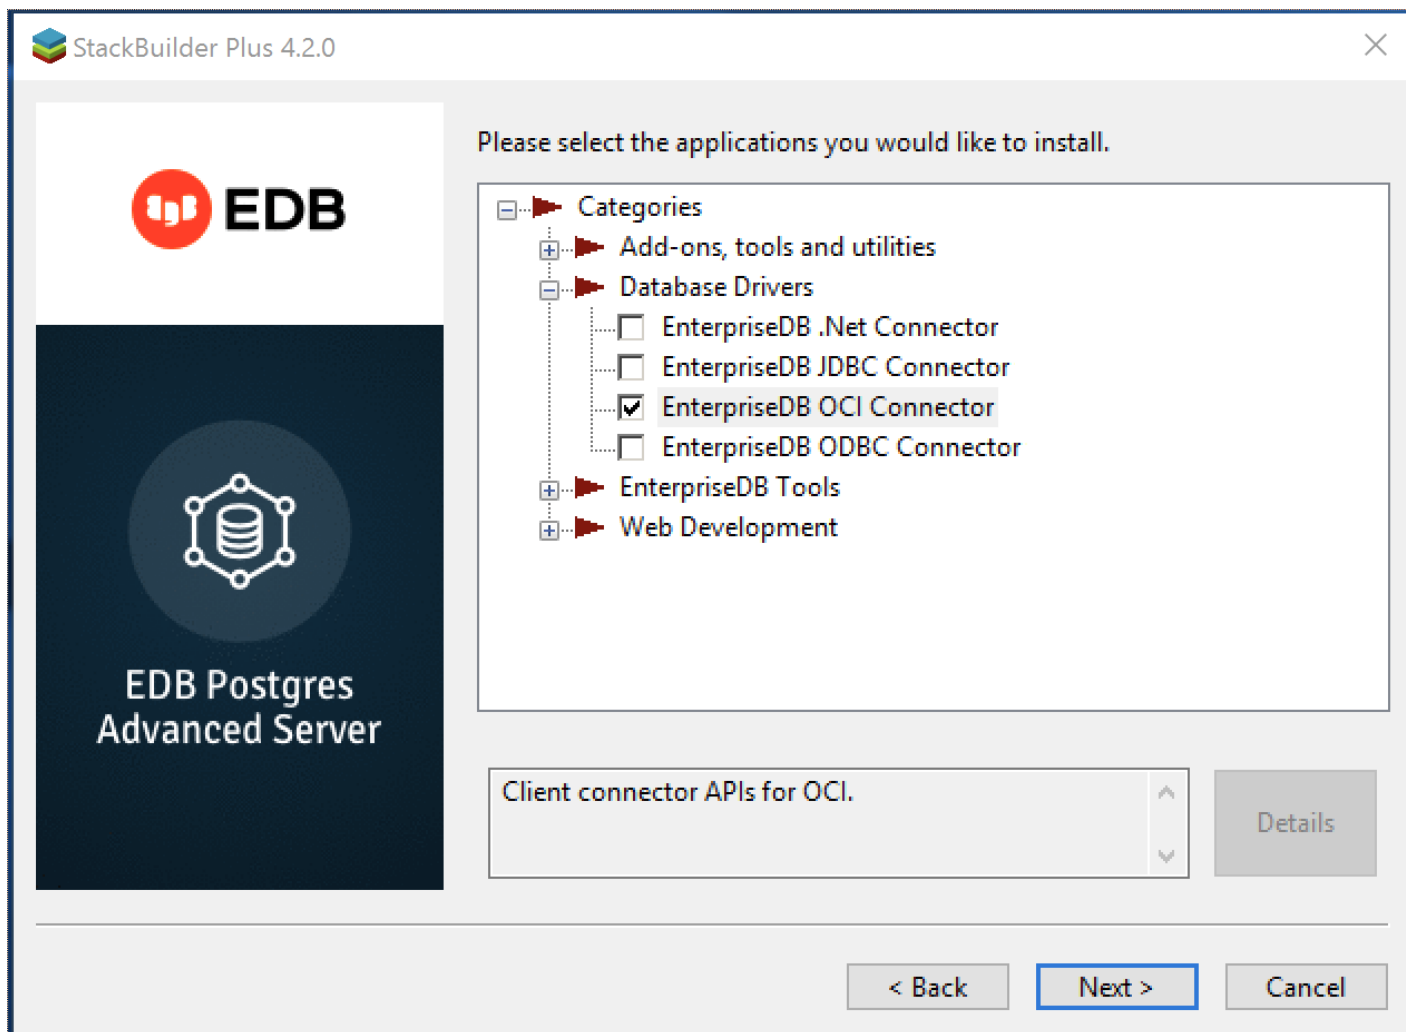 StackBuilder Plus 4.2.0
EDB
EDB Postgres
Advanced Server
Please select the applications you would like to install.
Categories
Add-ons, tools and utilities
Database Drivers
EnterpriseDB .Net Connector
EnterpriseDB JDBC Connector
EnterpriseDB OCI Connector
EnterpriseDB ODBC Connector
EnterpriseDB Tools
Web Development
Client connector APIs for OCI.
Details
< Back
Next >
Cancel